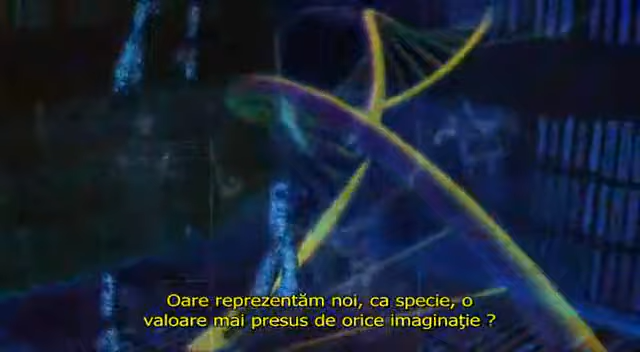 Oare reprezentăm noi, ca specie, o
valoare mai presus de orice imaginaţie ?